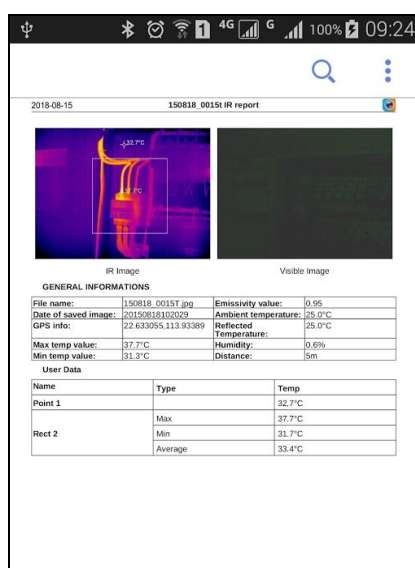 1 4G G 100% 09:24
2018-08-15 150818_0015t IR report
32.7°C
37.7°C
IR Image Visible Image
GENERAL INFORMATIONS
File name: 150818_0015T.jpg Emissivity value: 0.95
Date of saved image: 20150818102029 Ambient temperature: 25.0°C
GPS info: 22.633055,113.93389 Reflected Temperature: 25.0°C
Max temp value: 37.7°C Humidity: 0.6%
Min temp value: 31.3°C Distance: 5m
User Data
Name Type Temp
Point 1 32.7°C
Rect 2 Max 37.7°C
Min 31.7°C
Average 33.4°C